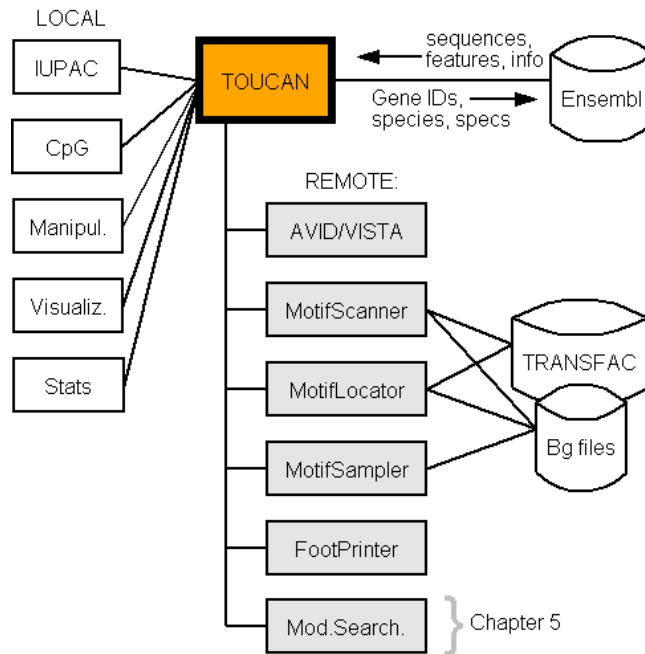 LOCAL
IUPAC
CpG
Manipul.
Visualiz.
Stats
TOUCAN
sequences,
features, info
Gene IDs,
species, specs
Ensembl
REMOTE:
AVID/VISTA
MotifScanner
MotifLocator
MotifSampler
FootPrinter
Mod.Search.
TRANSFAC
Bg files
Chapter 5